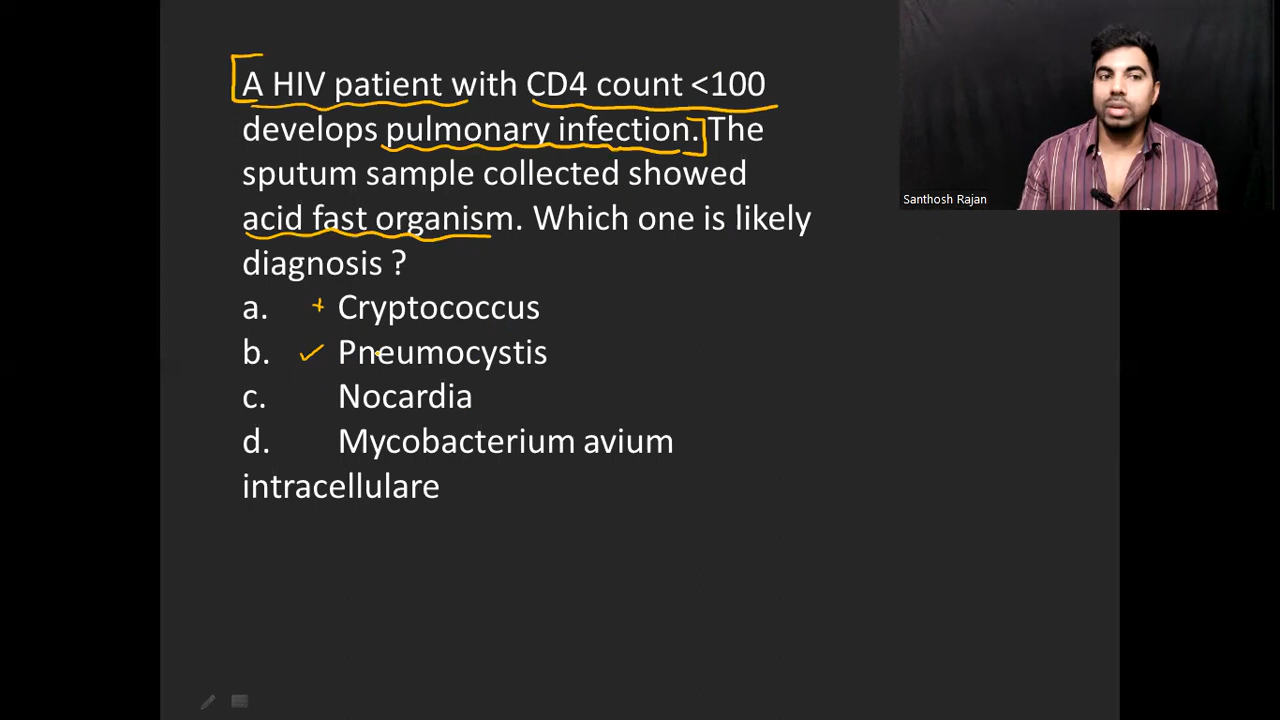 A HIV patient with CD4 count <100
develops pulmonary infection. The
sputum sample collected showed
acid fast organism. Which one is likely
diagnosis ?
a. + Cryptococcus
b. ✓ Pneumocystis
c. Nocardia
d. Mycobacterium avium
intracellulare
Santhosh Rajan